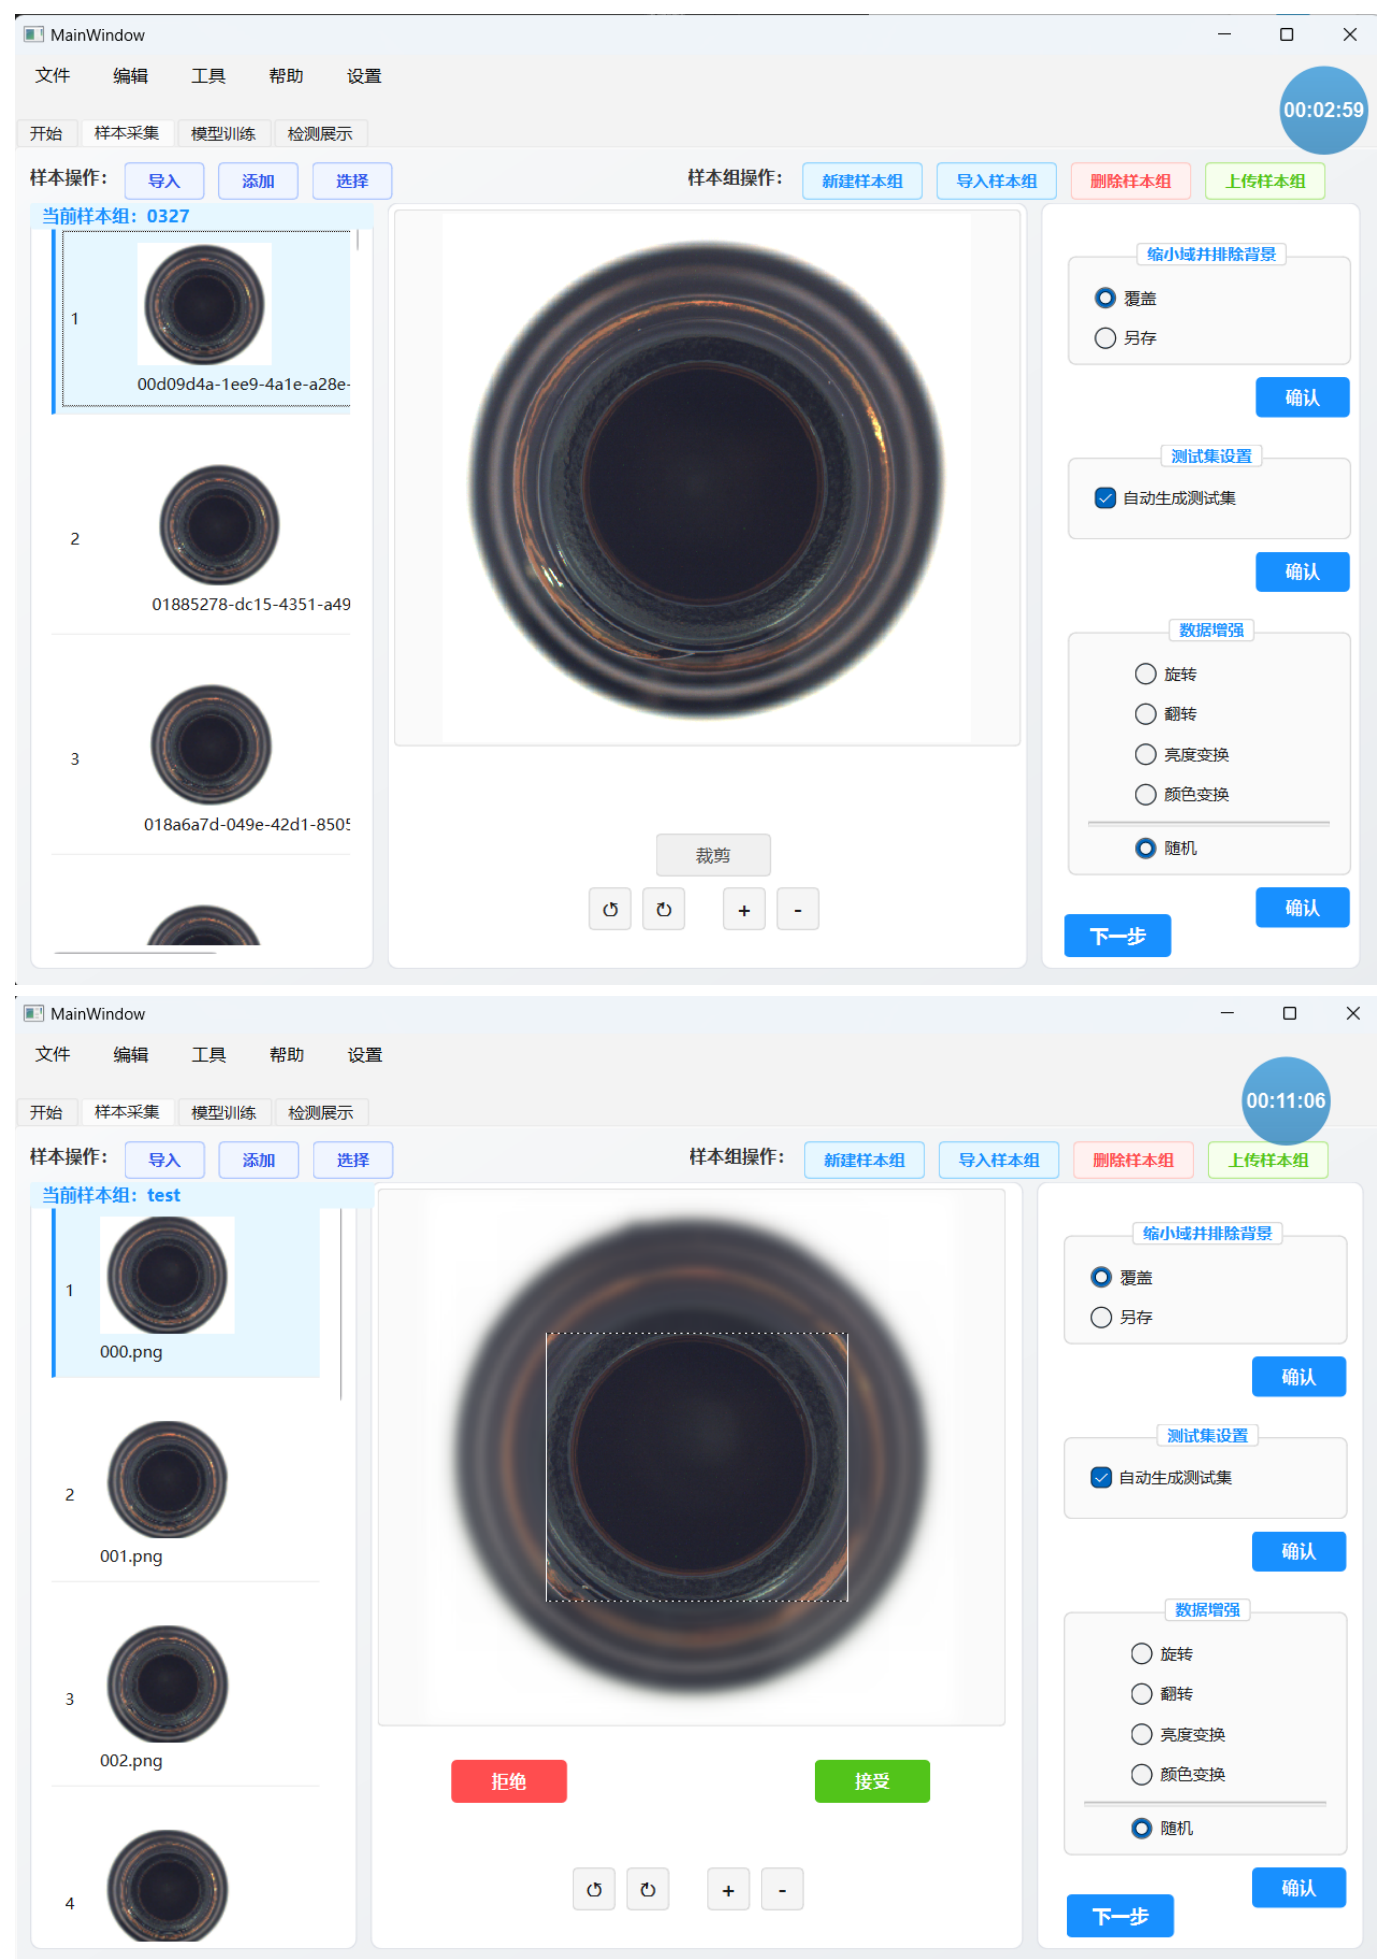 MainWindow
文件 编辑 工具 帮助 设置
00:02:59
开始 样本采集 模型训练 检测展示
样本操作： 导入 添加 选择 样本组操作： 新建样本组 导入样本组 删除样本组 上传样本组
当前样本组：0327
1
00d09d4a-1ee9-4a1e-a28e-
2
01885278-dc15-4351-a49
3
018a6a7d-049e-42d1-8505
裁剪
+ -
缩小域并排除背景
覆盖
另存
确认
测试集设置
自动生成测试集
确认
数据增强
旋转
翻转
亮度变换
颜色变换
随机
确认
下一步
MainWindow
文件 编辑 工具 帮助 设置
00:11:06
开始 样本采集 模型训练 检测展示
样本操作： 导入 添加 选择 样本组操作： 新建样本组 导入样本组 删除样本组 上传样本组
当前样本组：test
1
000.png
2
001.png
3
002.png
4
拒绝 接受
+ -
缩小域并排除背景
覆盖
另存
确认
测试集设置
自动生成测试集
确认
数据增强
旋转
翻转
亮度变换
颜色变换
随机
确认
下一步